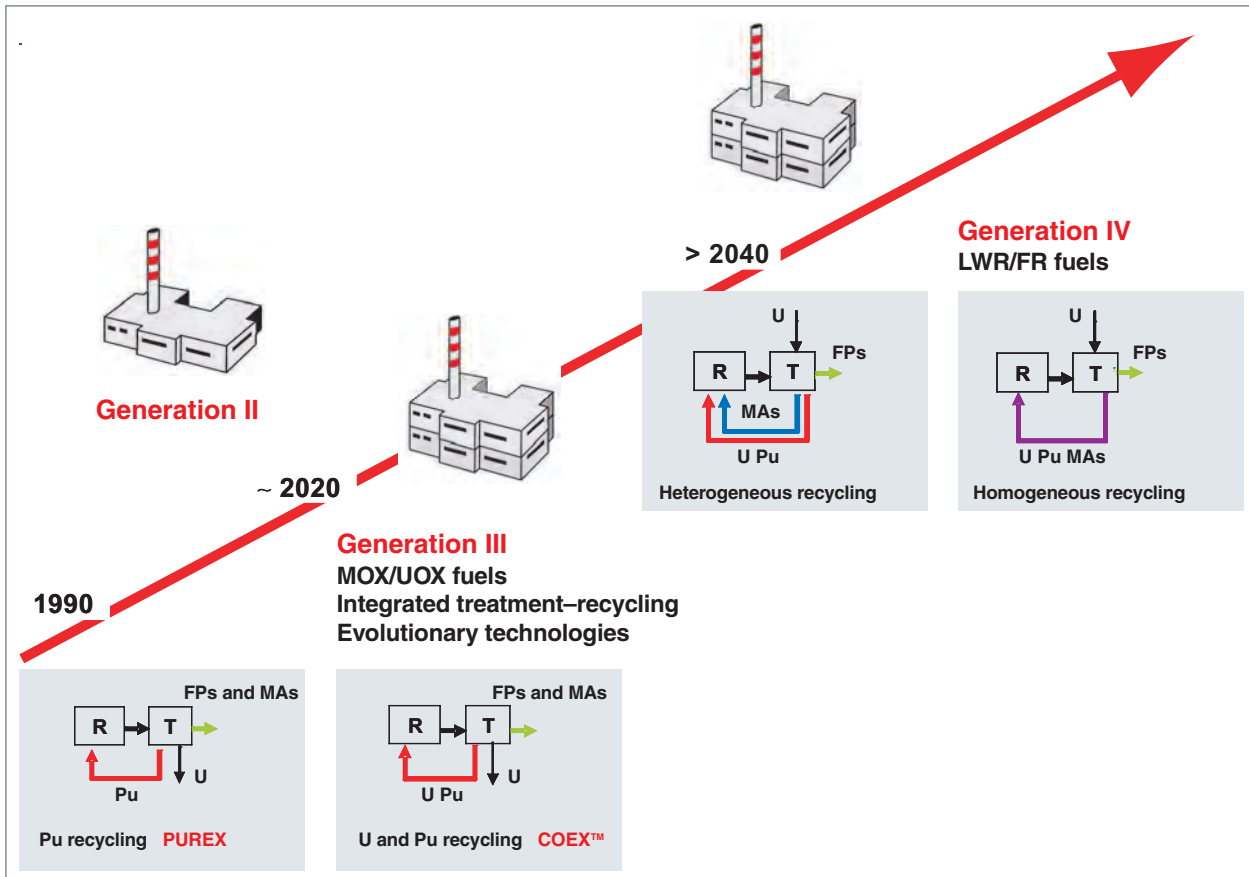 > 2040
Generation IV
LWR/FR fuels
U
FPs
R
T
MAs
U Pu
Heterogeneous recycling
U
FPs
R
T
U Pu MAs
Homogeneous recycling
Generation II
~ 2020
Generation III
MOX/UOX fuels
Integrated treatment–recycling
Evolutionary technologies
1990
FPs and MAs
R
T
U
Pu
Pu recycling PUREX
FPs and MAs
R
T
U
U Pu
U and Pu recycling COEX™